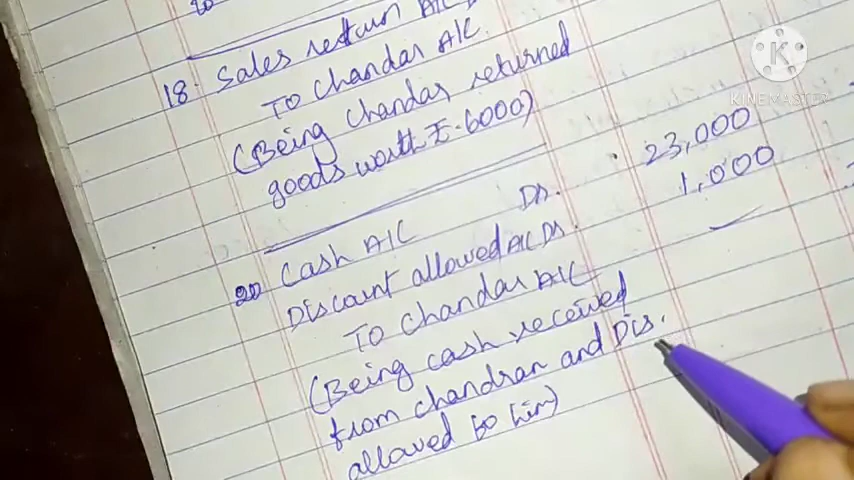 20
18. Sales return A/C D
To Chandar A/C.
(Being Chandar returned
goods worth ₹. 6000)
20 Cash A/C Dr. 23,000
Discount allowed A/C Dr. 1,000
To Chandar A/C
(Being cash received
from chandran and Dis.
allowed to him)
KINEMASTER